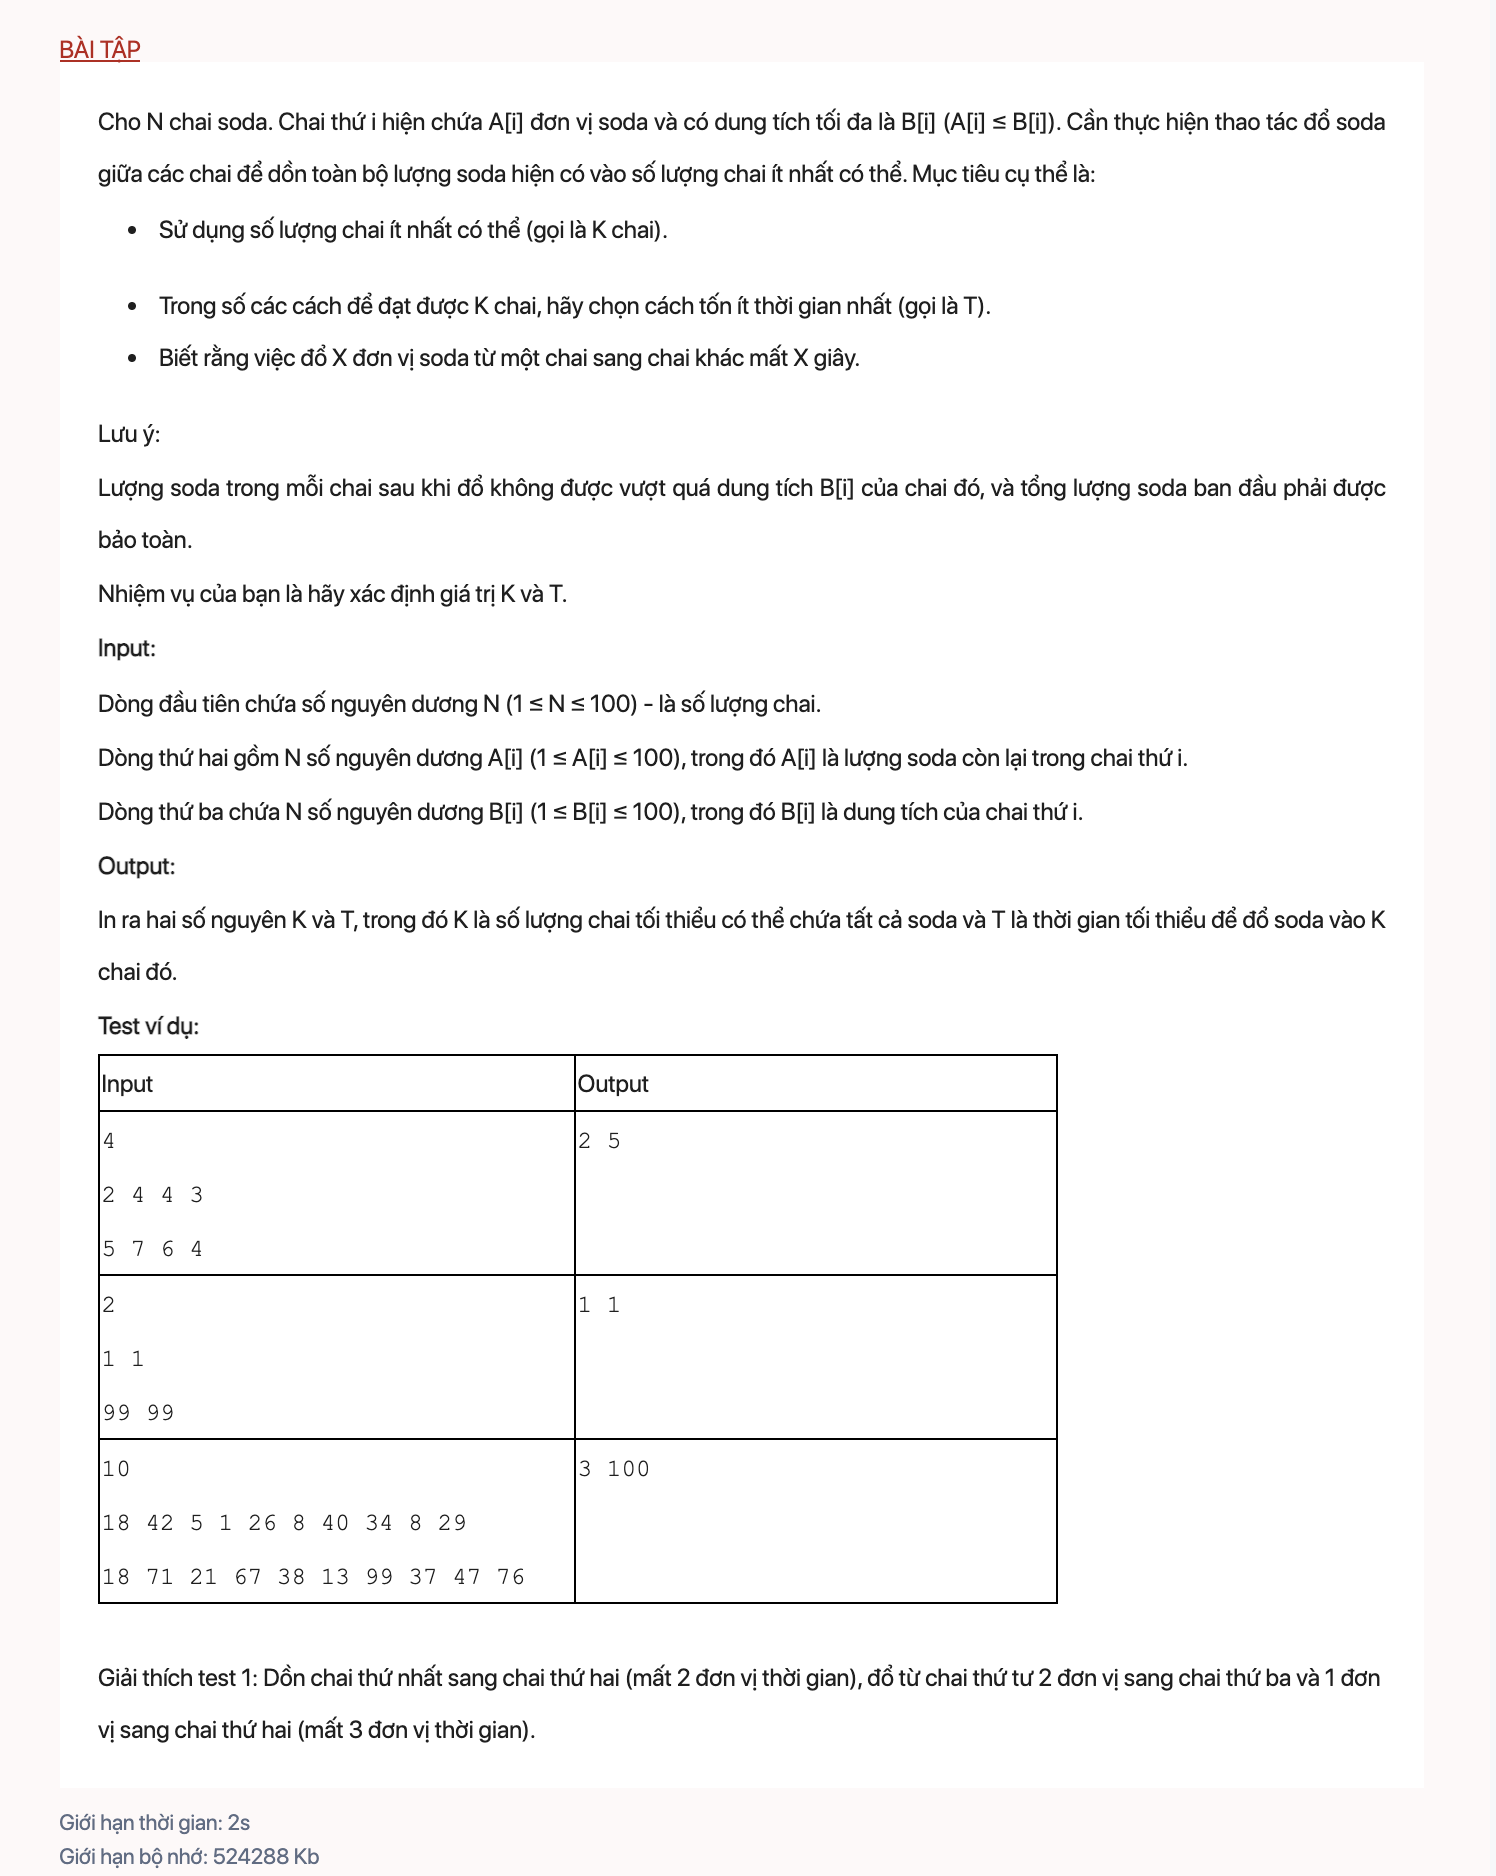 BÀI TẬP
Cho N chai soda. Chai thứ i hiện chứa A[i] đơn vị soda và có dung tích tối đa là B[i] (A[i] ≤ B[i]). Cần thực hiện thao tác đổ soda
giữa các chai để dồn toàn bộ lượng soda hiện có vào số lượng chai ít nhất có thể. Mục tiêu cụ thể là:
• Sử dụng số lượng chai ít nhất có thể (gọi là K chai).
• Trong số các cách để đạt được K chai, hãy chọn cách tốn ít thời gian nhất (gọi là T).
• Biết rằng việc đổ X đơn vị soda từ một chai sang chai khác mất X giây.
Lưu ý:
Lượng soda trong mỗi chai sau khi đổ không được vượt quá dung tích B[i] của chai đó, và tổng lượng soda ban đầu phải được
bảo toàn.
Nhiệm vụ của bạn là hãy xác định giá trị K và T.
Input:
Dòng đầu tiên chứa số nguyên dương N (1 ≤ N ≤ 100) - là số lượng chai.
Dòng thứ hai gồm N số nguyên dương A[i] (1 ≤ A[i] ≤ 100), trong đó A[i] là lượng soda còn lại trong chai thứ i.
Dòng thứ ba chứa N số nguyên dương B[i] (1 ≤ B[i] ≤ 100), trong đó B[i] là dung tích của chai thứ i.
Output:
In ra hai số nguyên K và T, trong đó K là số lượng chai tối thiểu có thể chứa tất cả soda và T là thời gian tối thiểu để đổ soda vào K
chai đó.
Test ví dụ:
Input Output
4 2 5
2 4 4 3
5 7 6 4
2 1 1
1 1
99 99
10 3 100
18 42 5 1 26 8 40 34 8 29
18 71 21 67 38 13 99 37 47 76
Giải thích test 1: Dồn chai thứ nhất sang chai thứ hai (mất 2 đơn vị thời gian), đổ từ chai thứ tư 2 đơn vị sang chai thứ ba và 1 đơn
vị sang chai thứ hai (mất 3 đơn vị thời gian).
Giới hạn thời gian: 2s
Giới hạn bộ nhớ: 524288 Kb